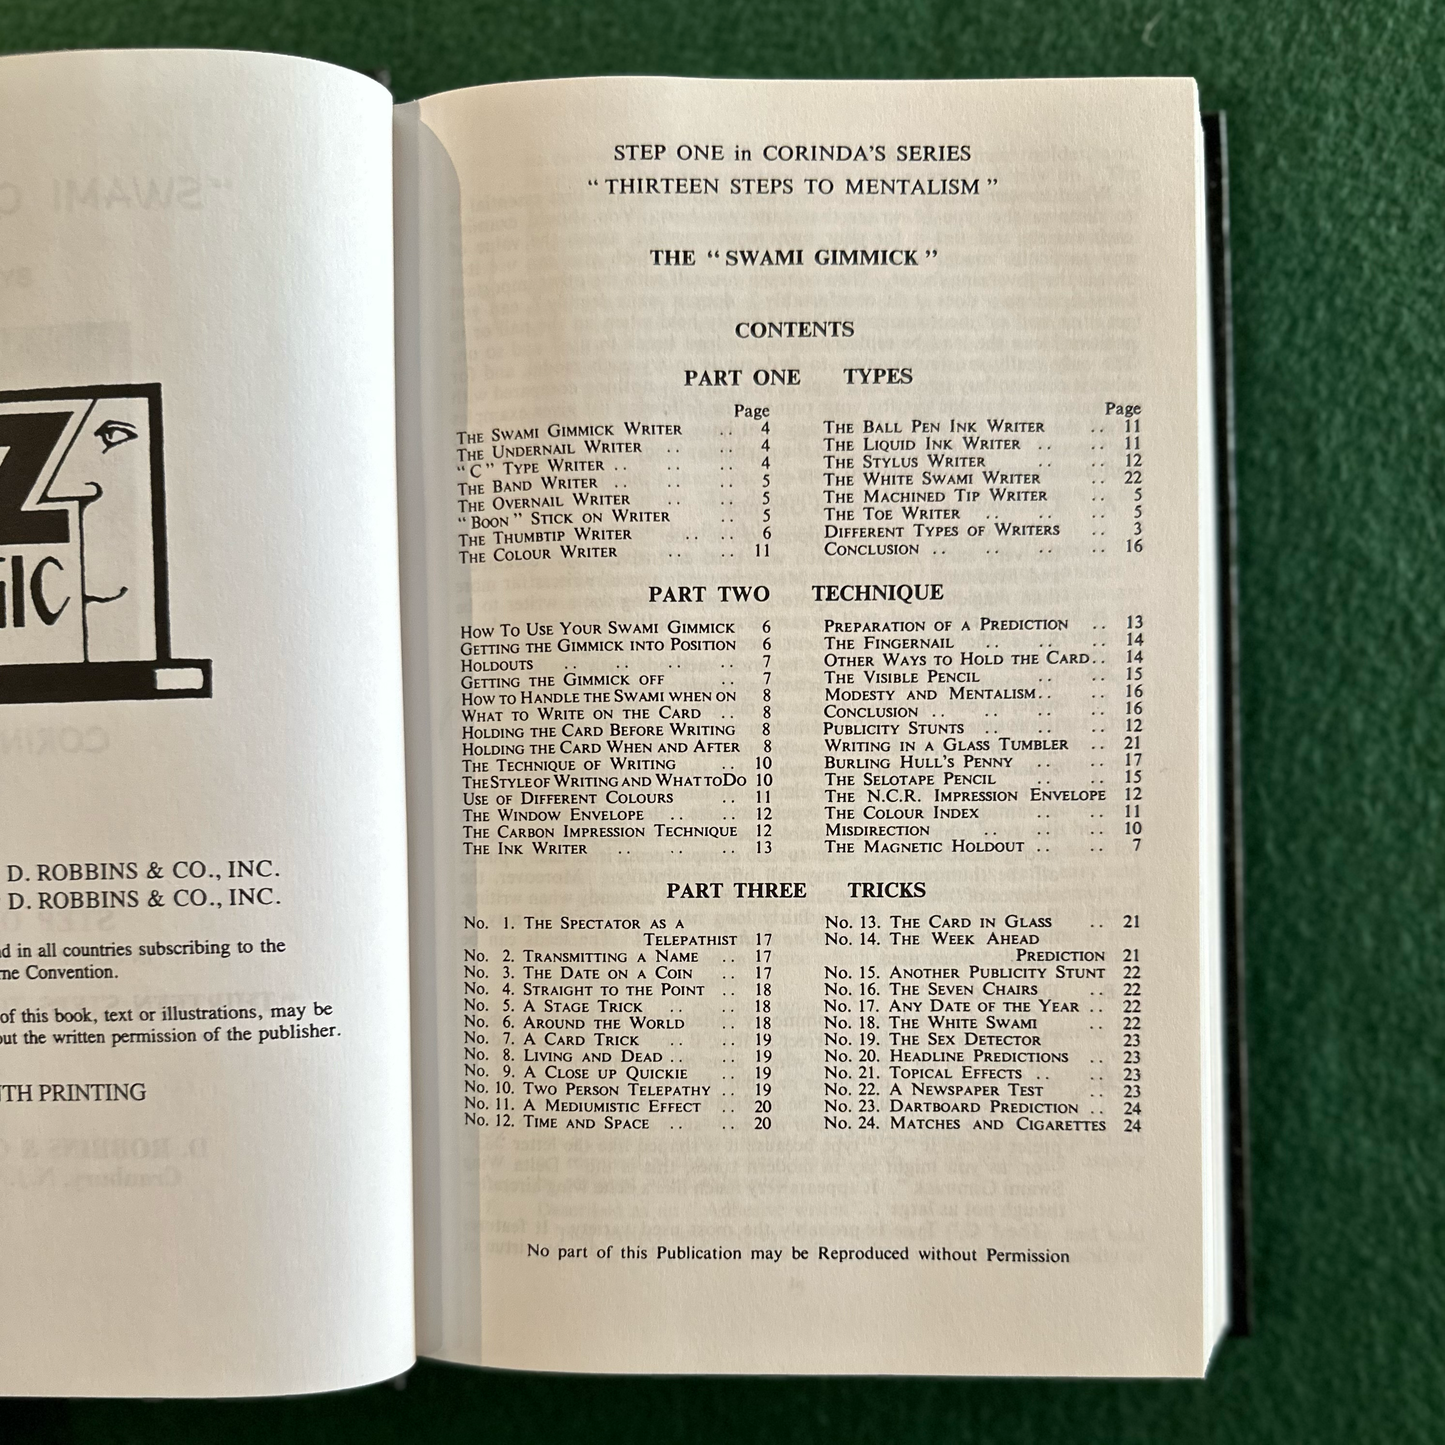 GIC
D. ROBBINS & CO., INC.
D. ROBBINS & CO., INC.
d in all countries subscribing to the
ne Convention.
of this book, text or illustrations, may be
out the written permission of the publisher.
TH PRINTING
STEP ONE in CORINDA'S SERIES
“ THIRTEEN STEPS TO MENTALISM ”
THE “ SWAMI GIMMICK ”
CONTENTS
PART ONE TYPES
Page
THE SWAMI GIMMICK WRITER .. 4
THE UNDERNAIL WRITER .. .. 4
“ C ” TYPE WRITER .. .. .. 4
THE BAND WRITER .. .. .. 5
THE OVERNAIL WRITER .. .. 5
“ BOON ” STICK ON WRITER .. 5
THE THUMBTIP WRITER .. .. 6
THE COLOUR WRITER .. .. 11
Page
THE BALL PEN INK WRITER .. 11
THE LIQUID INK WRITER .. .. 11
THE STYLUS WRITER .. .. 12
THE WHITE SWAMI WRITER .. 22
THE MACHINED TIP WRITER .. 5
THE TOE WRITER .. .. .. 5
DIFFERENT TYPES OF WRITERS .. 3
CONCLUSION .. .. .. .. 16
PART TWO TECHNIQUE
HOW TO USE YOUR SWAMI GIMMICK 6
GETTING THE GIMMICK INTO POSITION 6
HOLDOUTS .. .. .. .. 7
GETTING THE GIMMICK OFF .. 7
HOW TO HANDLE THE SWAMI WHEN ON 8
WHAT TO WRITE ON THE CARD .. 8
HOLDING THE CARD BEFORE WRITING 8
HOLDING THE CARD WHEN AND AFTER 8
THE TECHNIQUE OF WRITING .. 10
THE STYLE OF WRITING AND WHAT TO DO 10
USE OF DIFFERENT COLOURS .. 11
THE WINDOW ENVELOPE .. .. 12
THE CARBON IMPRESSION TECHNIQUE 12
THE INK WRITER .. .. .. 13
PREPARATION OF A PREDICTION .. 13
THE FINGERNAIL .. .. .. 14
OTHER WAYS TO HOLD THE CARD .. 14
THE VISIBLE PENCIL .. .. 15
MODESTY AND MENTALISM .. .. 16
CONCLUSION .. .. .. .. 16
PUBLICITY STUNTS .. .. .. 12
WRITING IN A GLASS TUMBLER .. 21
BURLING HULL'S PENNY .. .. 17
THE SELOTAPE PENCIL .. .. 15
THE N.C.R. IMPRESSION ENVELOPE 12
THE COLOUR INDEX .. .. 11
MISDIRECTION .. .. .. 10
THE MAGNETIC HOLDOUT .. .. 7
PART THREE TRICKS
No. 1. THE SPECTATOR AS A
TELEPATHIST 17
No. 2. TRANSMITTING A NAME .. 17
No. 3. THE DATE ON A COIN .. 17
No. 4. STRAIGHT TO THE POINT .. 18
No. 5. A STAGE TRICK .. .. 18
No. 6. AROUND THE WORLD .. 18
No. 7. A CARD TRICK .. .. 19
No. 8. LIVING AND DEAD .. .. 19
No. 9. A CLOSE UP QUICKIE .. 19
No. 10. TWO PERSON TELEPATHY .. 19
No. 11. A MEDIUMISTIC EFFECT .. 20
No. 12. TIME AND SPACE .. .. 20
No. 13. THE CARD IN GLASS .. 21
No. 14. THE WEEK AHEAD
PREDICTION 21
No. 15. ANOTHER PUBLICITY STUNT 22
No. 16. THE SEVEN CHAIRS .. 22
No. 17. ANY DATE OF THE YEAR .. 22
No. 18. THE WHITE SWAMI .. 22
No. 19. THE SEX DETECTOR 23
No. 20. HEADLINE PREDICTIONS .. 23
No. 21. TOPICAL EFFECTS .. .. 23
No. 22. A NEWSPAPER TEST .. 23
No. 23. DARTBOARD PREDICTION .. 24
No. 24. MATCHES AND CIGARETTES 24
No part of this Publication may be Reproduced without Permission